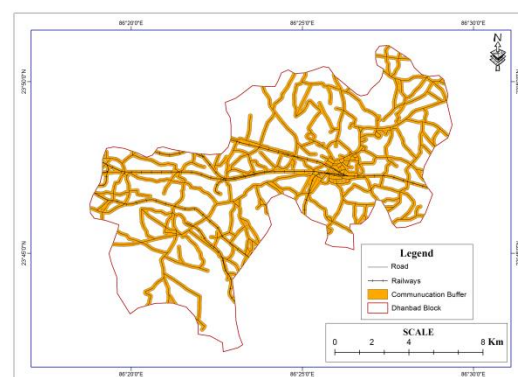 86°20'0"E 86°25'0"E 86°30'0"E
N
23°50'0"N
23°45'0"N
Legend
Road
Railways
Communucation Buffer
Dhanbad Block
SCALE
0 2 4 8 Km
86°20'0"E 86°25'0"E 86°30'0"E